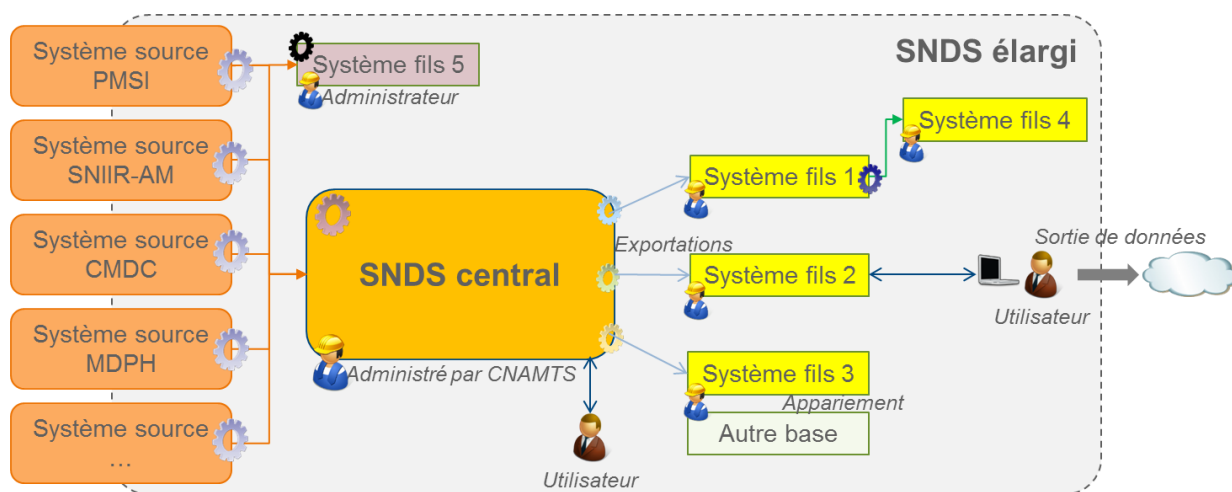 Système source
PMSI
Système source
SNIIR-AM
Système source
CMDC
Système source
MDPH
Système source
...
Système fils 5
Administrateur
SNDS élargi
SNDS central
Administré par CNAMTS
Utilisateur
Exportations
Système fils 1
Système fils 4
Système fils 2
Système fils 3
Appariement
Autre base
Utilisateur
Sortie de données